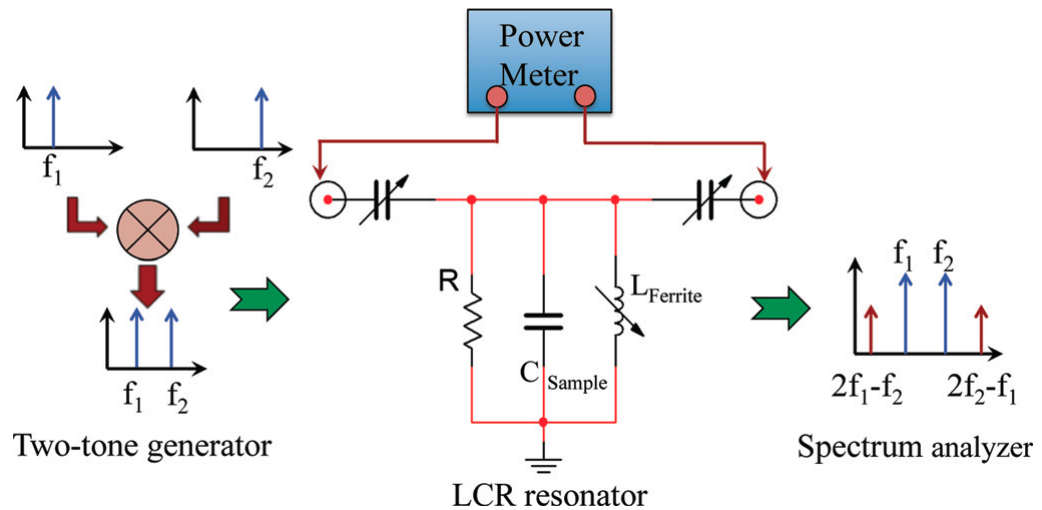 Power
Meter
f1
f2
f1 f2
Two-tone generator
R
LFerrite
C Sample
LCR resonator
f1 f2
2f1-f2 2f2-f1
Spectrum analyzer